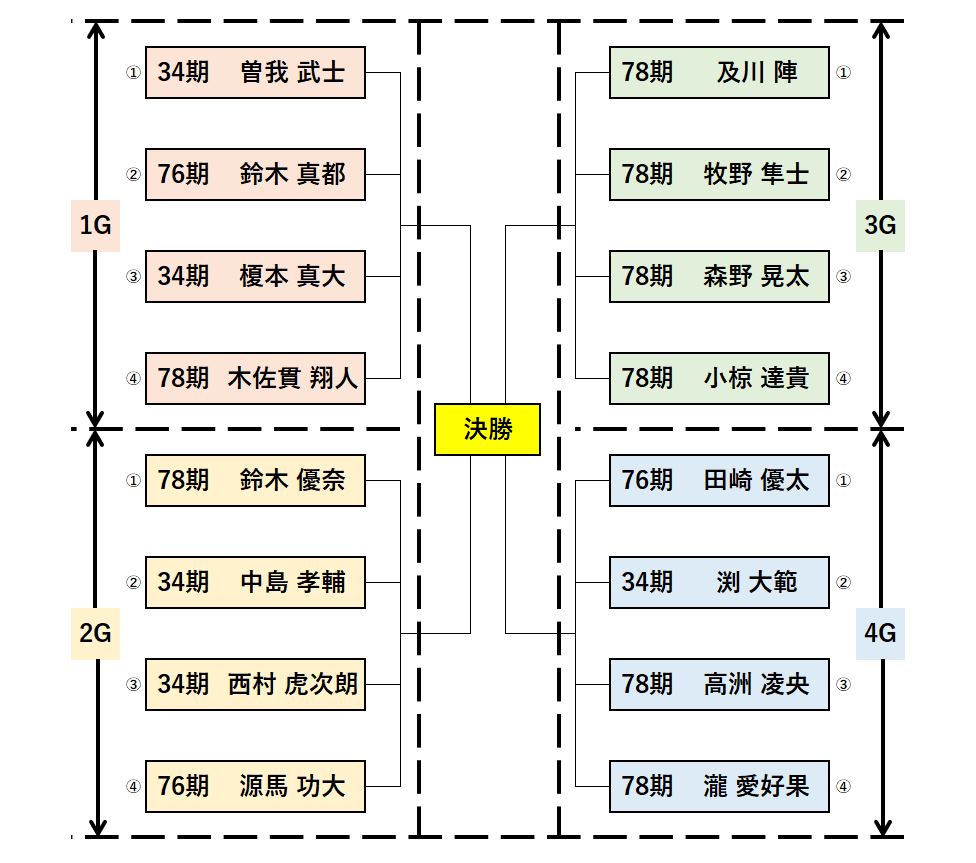 1G
① 34期 曽我 武士
② 76期 鈴木 真都
③ 34期 榎本 真大
④ 78期 木佐貫 翔人
2G
① 78期 鈴木 優奈
② 34期 中島 孝輔
③ 34期 西村 虎次朗
④ 76期 源馬 功大
決勝
3G
78期 及川 陣 ①
78期 牧野 隼士 ②
78期 森野 晃太 ③
78期 小椋 達貴 ④
4G
76期 田崎 優太 ①
34期 渕 大範 ②
78期 高洲 凌央 ③
78期 瀧 愛好果 ④